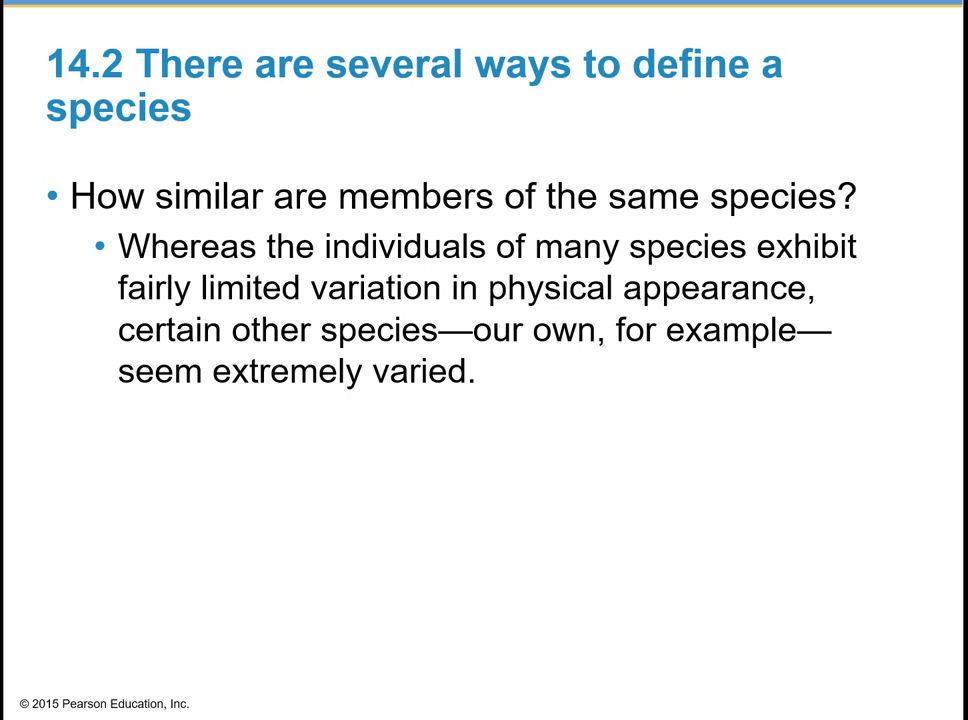 14.2 There are several ways to define a
species
• How similar are members of the same species?
• Whereas the individuals of many species exhibit
fairly limited variation in physical appearance,
certain other species—our own, for example—
seem extremely varied.
© 2015 Pearson Education, Inc.